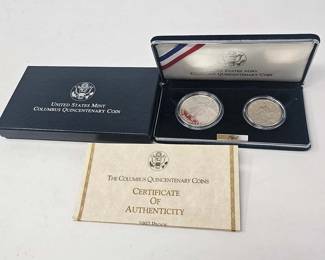 UNITED STATES MINT
COLUMBUS QUINCENTENARY COIN
UNITED STATES MINT
COLUMBUS QUINCENTENARY COIN
THE COLUMBUS QUINCENTENARY COINS
CERTIFICATE
OF
AUTHENTICITY
1992 PROOF